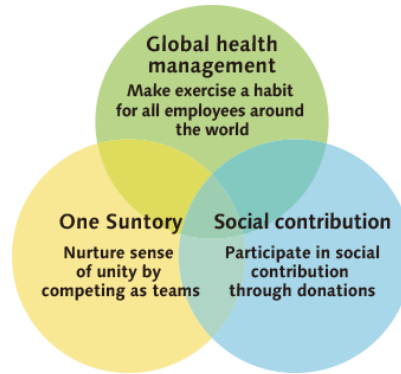 Global health
management
Make exercise a habit
for all employees around
the world
One Suntory
Nurture sense
of unity by
competing as teams
Social contribution
Participate in social
contribution
through donations